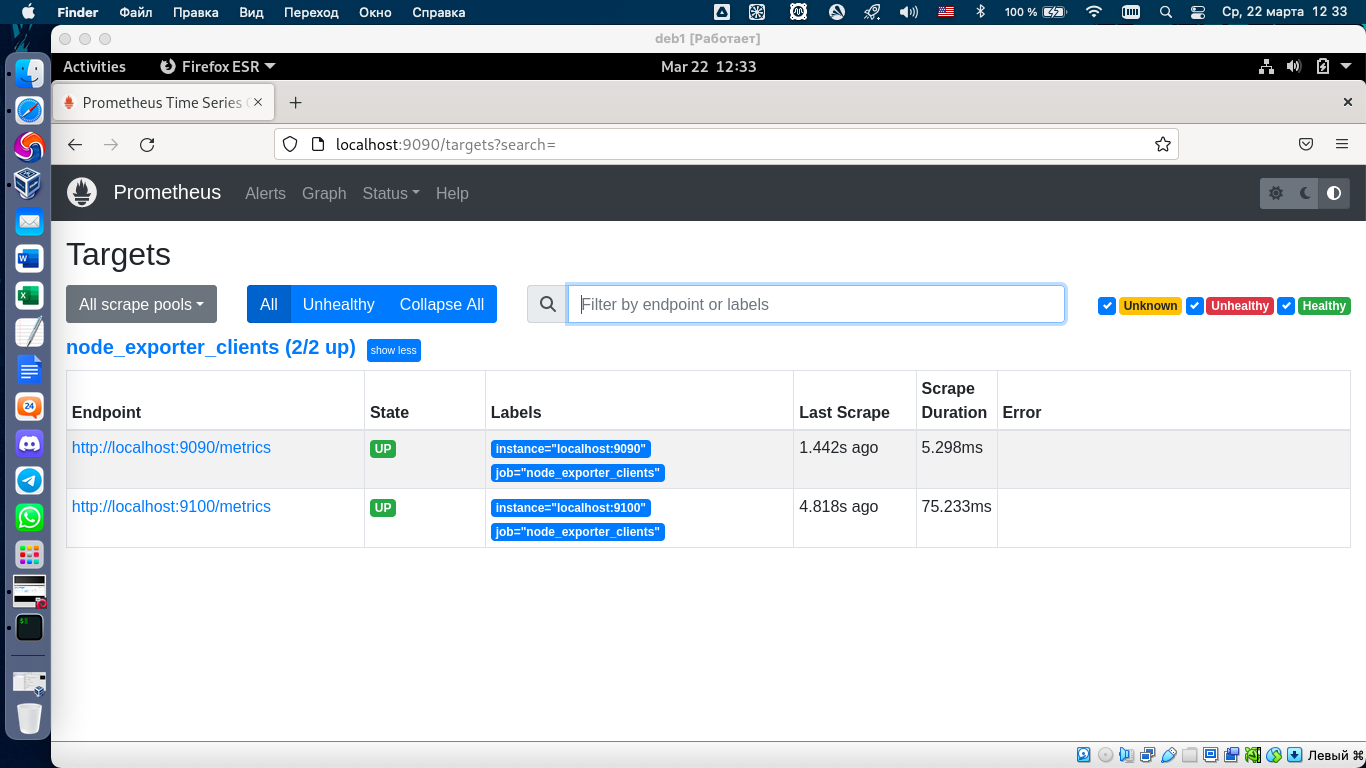 Finder Файл Правка Вид Переход Окно Справка 100 % Ср, 22 марта 12 33
deb1 [Работает]
Activities Firefox ESR Mar 22 12:33
Prometheus Time Series
localhost:9090/targets?search=
Prometheus Alerts Graph Status Help
Targets
All scrape pools All Unhealthy Collapse All Filter by endpoint or labels Unknown Unhealthy Healthy
node_exporter_clients (2/2 up) show less
Endpoint State Labels Last Scrape Scrape Duration Error
http://localhost:9090/metrics UP instance="localhost:9090" 1.442s ago 5.298ms
job="node_exporter_clients"
http://localhost:9100/metrics UP instance="localhost:9100" 4.818s ago 75.233ms
job="node_exporter_clients"
24
Левый ⌘